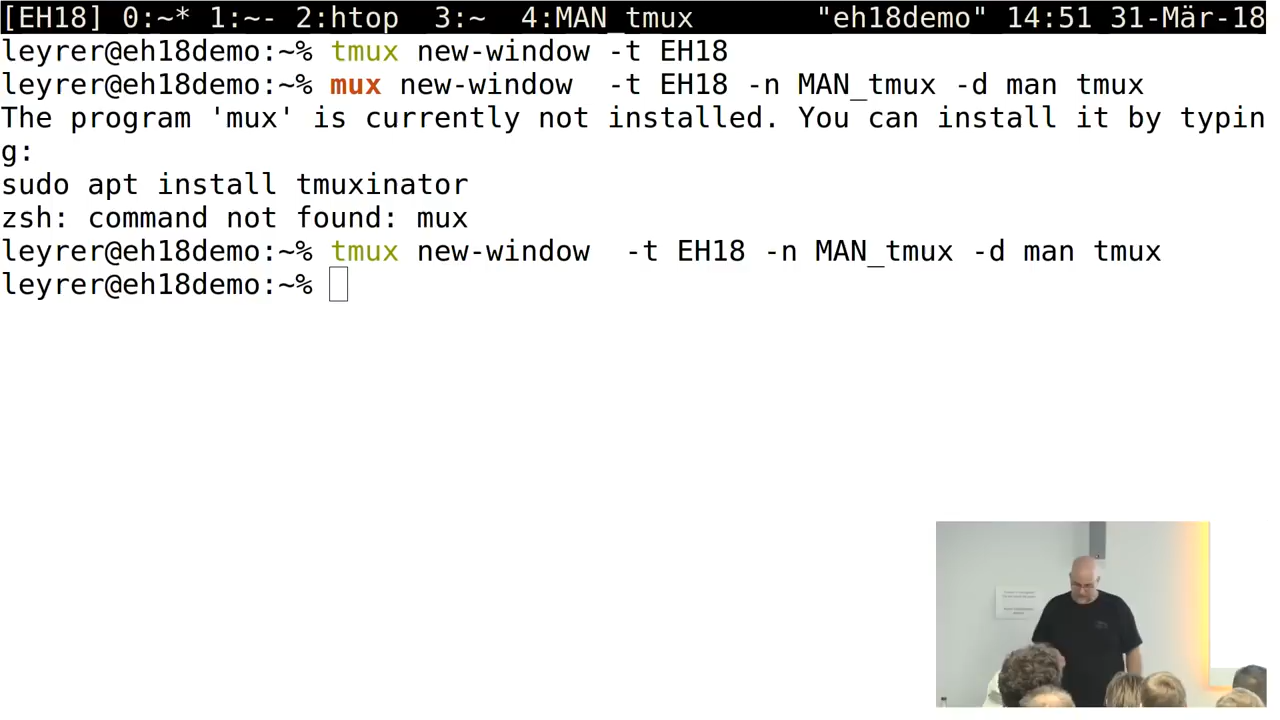 [EH18] 0:~* 1:~- 2:htop  3:~  4:MAN_tmux "eh18demo" 14:51 31-Mär-18
leyrer@eh18demo:~% tmux new-window -t EH18
leyrer@eh18demo:~% mux new-window  -t EH18 -n MAN_tmux -d man tmux
The program 'mux' is currently not installed. You can install it by typin
g:
sudo apt install tmuxinator
zsh: command not found: mux
leyrer@eh18demo:~% tmux new-window  -t EH18 -n MAN_tmux -d man tmux
leyrer@eh18demo:~%